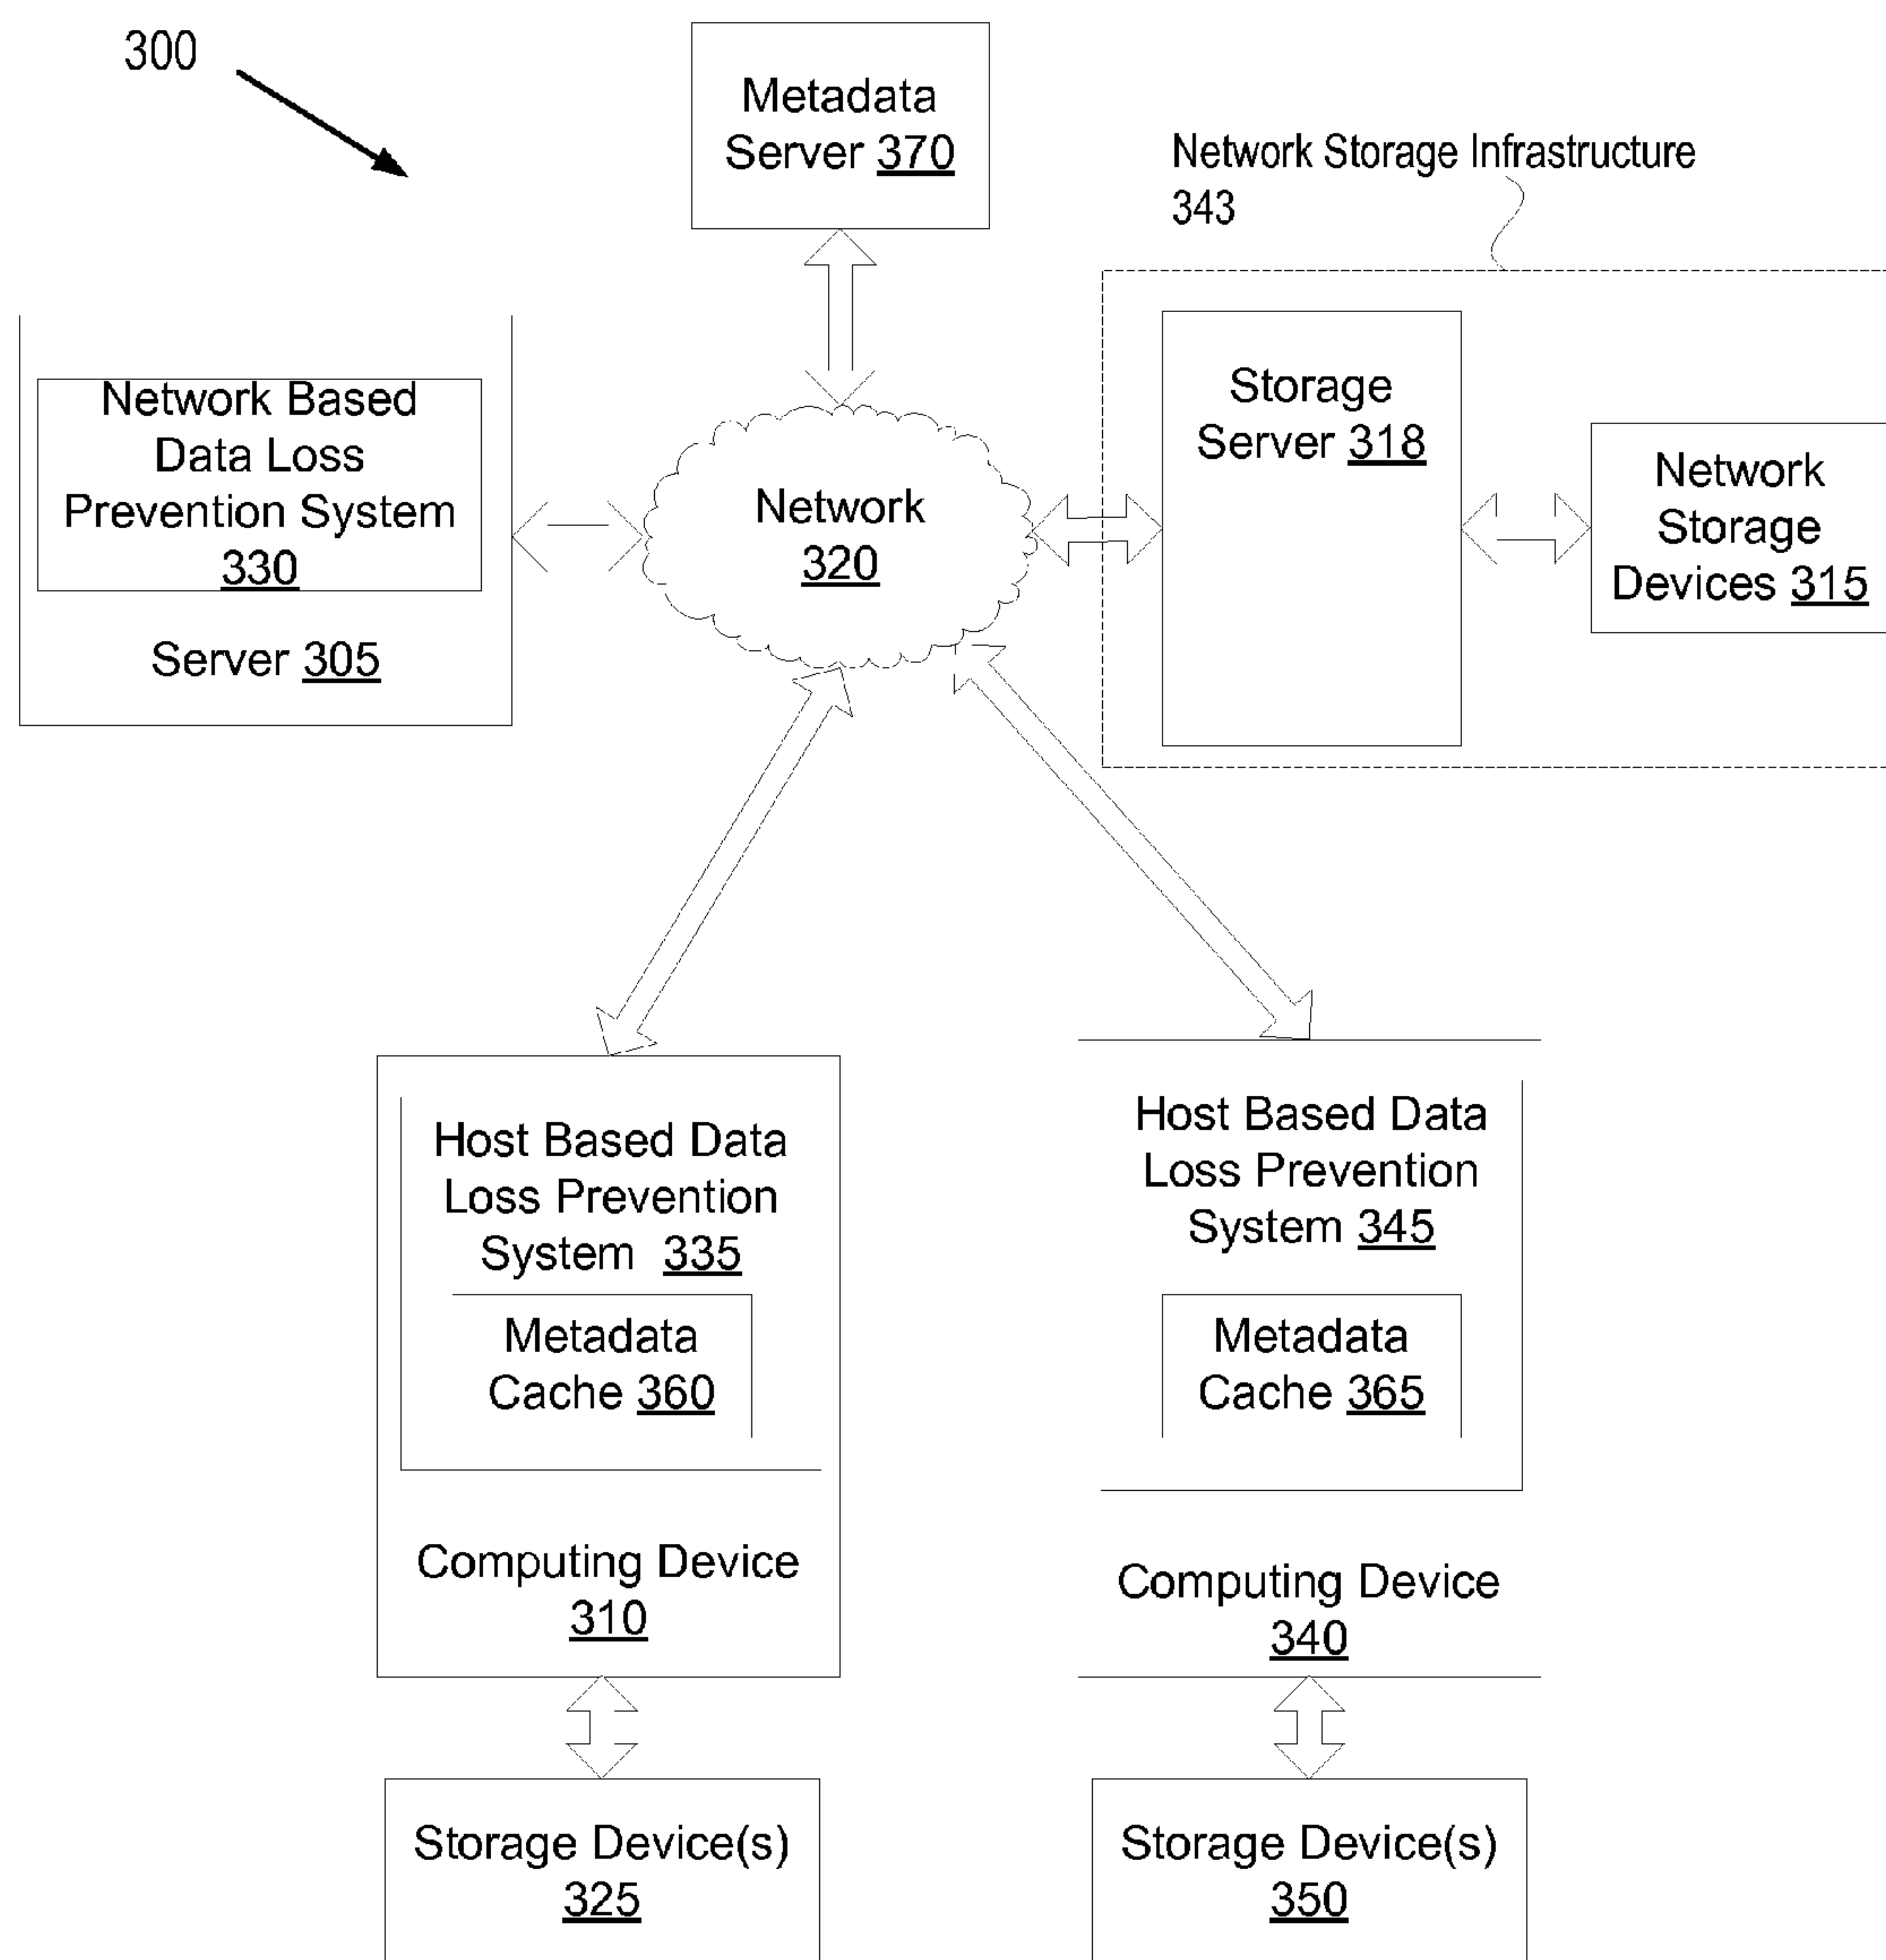 300
Metadata
Server 370
Network Storage Infrastructure
343
Network Based
Data Loss
Prevention System
330
Server 305
Network
320
Storage
Server 318
Network
Storage
Devices 315
Host Based Data
Loss Prevention
System 335
Metadata
Cache 360
Computing Device
310
Host Based Data
Loss Prevention
System 345
Metadata
Cache 365
Computing Device
340
Storage Device(s)
325
Storage Device(s)
350